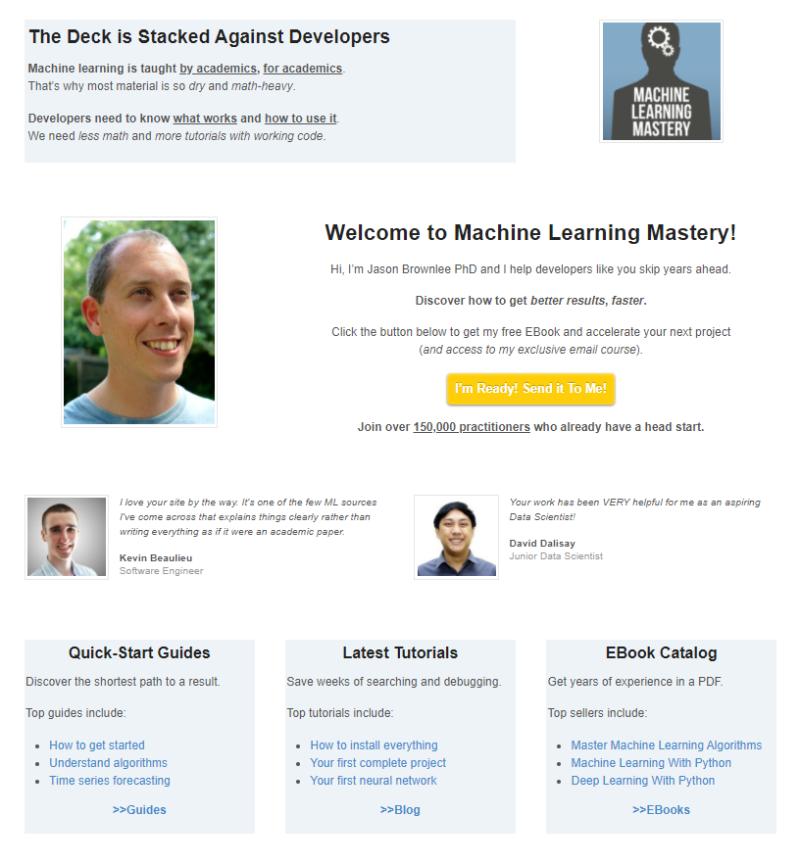 The Deck is Stacked Against Developers
Machine learning is taught by academics, for academics.
That's why most material is so dry and math-heavy.
Developers need to know what works and how to use it.
We need less math and more tutorials with working code.
MACHINE
LEARNING
MASTERY
Welcome to Machine Learning Mastery!
Hi, I'm Jason Brownlee PhD and I help developers like you skip years ahead.
Discover how to get better results, faster.
Click the button below to get my free EBook and accelerate your next project
(and access to my exclusive email course).
I'm Ready! Send it To Me!
Join over 150,000 practitioners who already have a head start.
I love your site by the way. It's one of the few ML sources
I've come across that explains things clearly rather than
writing everything as if it were an academic paper.
Kevin Beaulieu
Software Engineer
Your work has been VERY helpful for me as an aspiring
Data Scientist!
David Dalisay
Junior Data Scientist
Quick-Start Guides
Discover the shortest path to a result.
Top guides include:
How to get started
Understand algorithms
Time series forecasting
>>Guides
Latest Tutorials
Save weeks of searching and debugging.
Top tutorials include:
How to install everything
Your first complete project
Your first neural network
>>Blog
EBook Catalog
Get years of experience in a PDF.
Top sellers include:
Master Machine Learning Algorithms
Machine Learning With Python
Deep Learning With Python
>>EBooks